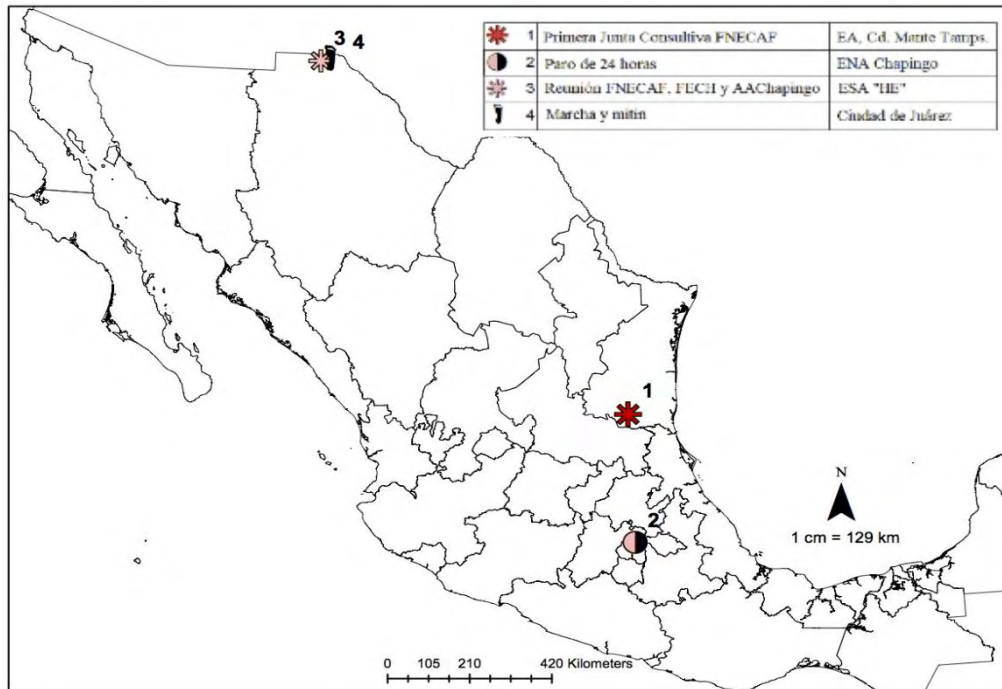 3 4
1 Primera Junta Consultiva FNECAF EA, Cd. Mante Tamps.
2 Paro de 24 horas ENA Chapingo
3 Reunión FNECAF, FECH y AAChapingo ESA "HE"
4 Marcha y mitin Ciudad de Juárez
1
N
1 cm = 129 km
2
0 105 210 420 Kilometers